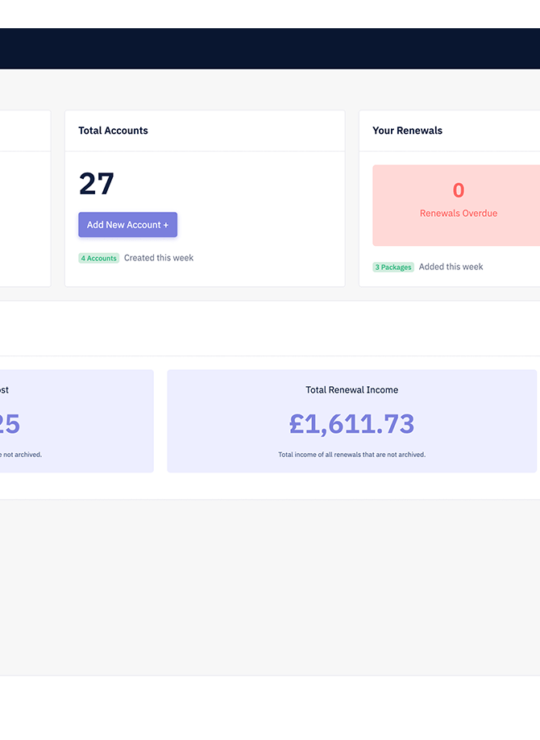 Total Accounts
27
Add New Account +
4 Accounts Created this week
Your Renewals
0
Renewals Overdue
3 Packages Added this week
ost
25
e not archived.
Total Renewal Income
£1,611.73
Total income of all renewals that are not archived.